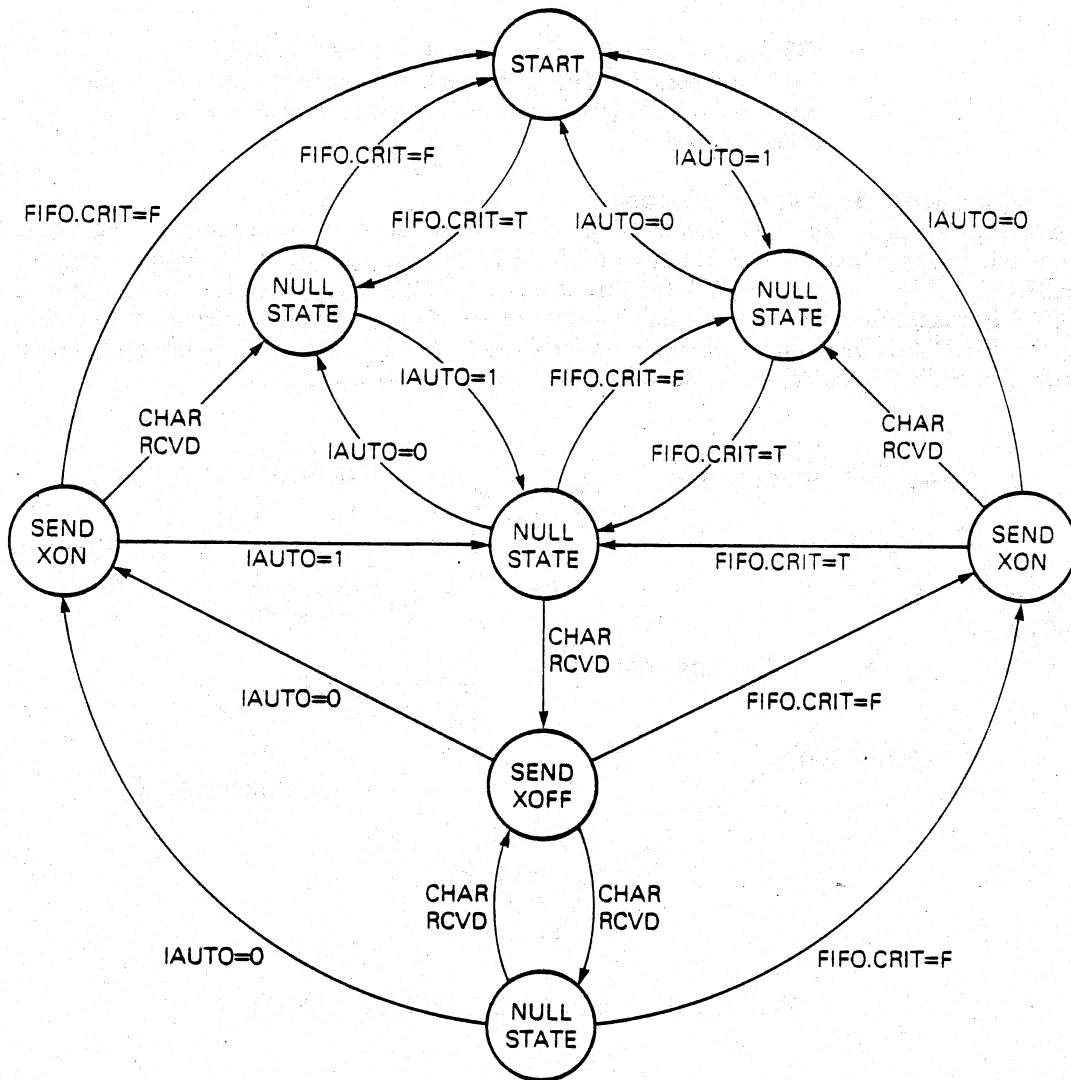 START
FIFO.CRIT=F
IAUTO=1
FIFO.CRIT=F
FIFO.CRIT=T
IAUTO=0
IAUTO=0
NULL
STATE
NULL
STATE
IAUTO=1
FIFO.CRIT=F
CHAR
RCVD
CHAR
RCVD
IAUTO=0
FIFO.CRIT=T
SEND
XON
NULL
STATE
SEND
XON
IAUTO=1
FIFO.CRIT=T
CHAR
RCVD
IAUTO=0
FIFO.CRIT=F
SEND
XOFF
CHAR
RCVD
CHAR
RCVD
IAUTO=0
FIFO.CRIT=F
NULL
STATE